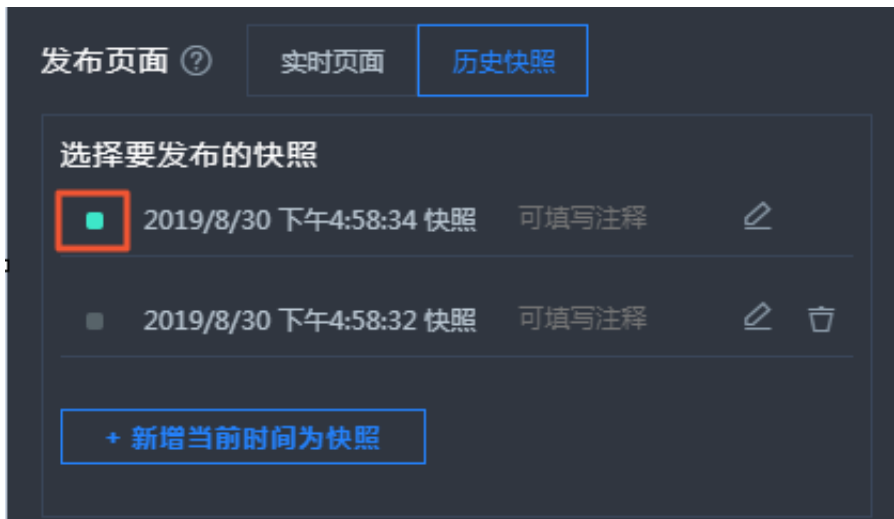 发布页面 ? 实时页面 历史快照
选择要发布的快照
2019/8/30 下午4:58:34 快照 可填写注释
2019/8/30 下午4:58:32 快照 可填写注释
+ 新增当前时间为快照